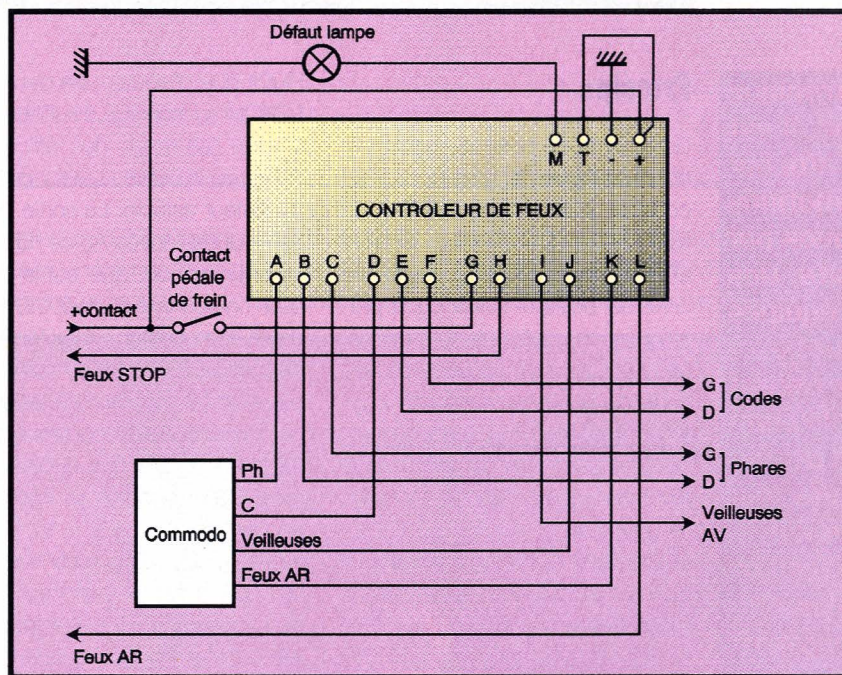 Défaut lampe
M T - +
CONTROLEUR DE FEUX
A B C D E F G H I J K L
Contact
pédale
de frein
+contact
Feux STOP
G
D
Codes
G
D
Phares
Veilleuses
AV
Ph
C
Commodo
Veilleuses
Feux AR
Feux AR